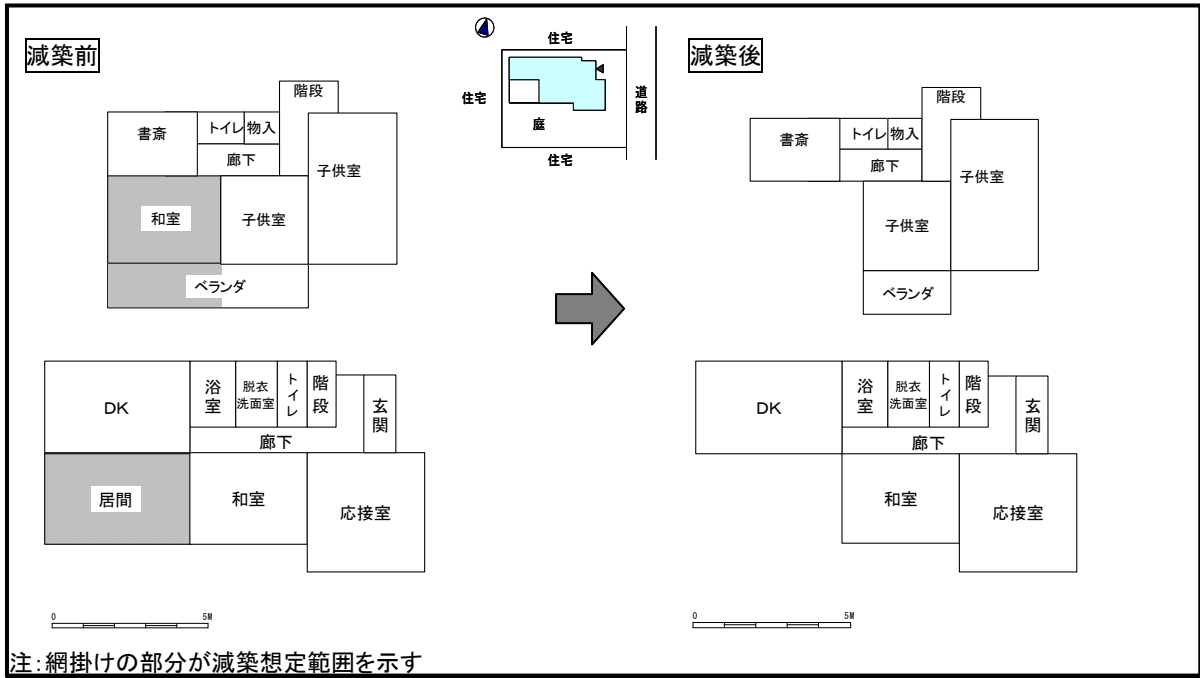 減築前
住宅
住宅
道路
庭
住宅
減築後
階段
書斎
トイレ
物入
廊下
子供室
和室
子供室
ベランダ
DK
浴室
脱衣
洗面室
トイレ
階段
玄関
廊下
居間
和室
応接室
0
5M
階段
書斎
トイレ
物入
廊下
子供室
子供室
ベランダ
DK
浴室
脱衣
洗面室
トイレ
階段
玄関
廊下
和室
応接室
0
5M
注:網掛けの部分が減築想定範囲を示す